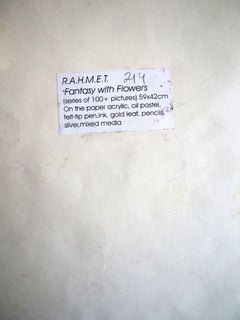 R.A.H.M.E.T. 214
"Fantasy with Flowers
(series of 100+ pictures) 59x42cm
On the paper acrylic, oil pastel,
felt-tip pen,ink, gold leaf, pencils,
silver,mixed media